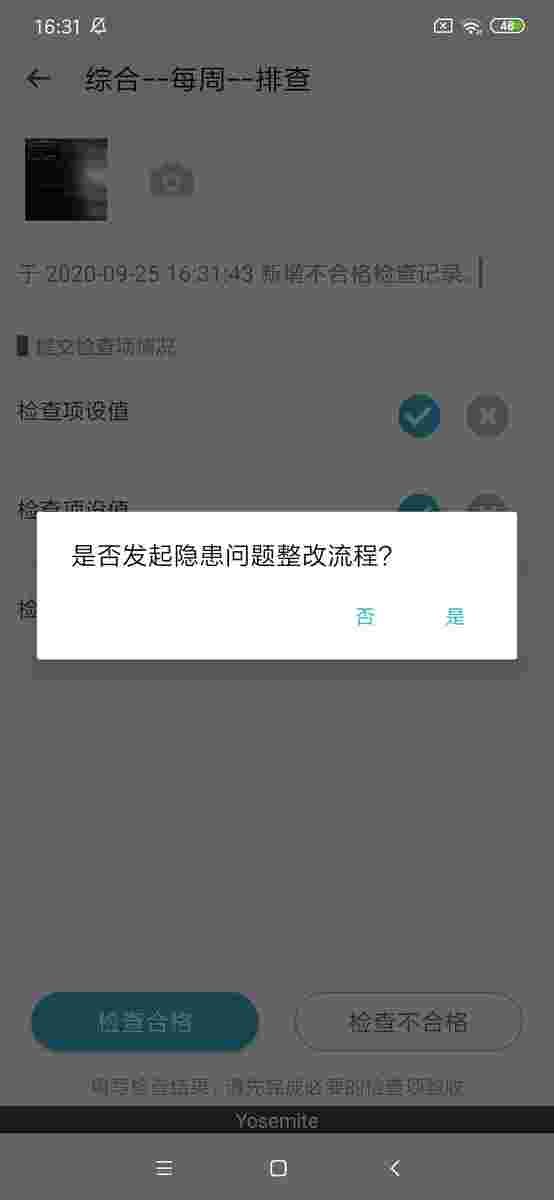 16:31
46
综合--每周--排查
于 2020-09-25 16:31:43 新增不合格检查记录。
提交检查项情况
检查项设值
检查项设值
是否发起隐患问题整改流程?
检
否 是
检查合格 检查不合格
填写检查结果，请先完成必要的检查项验收
Yosemite